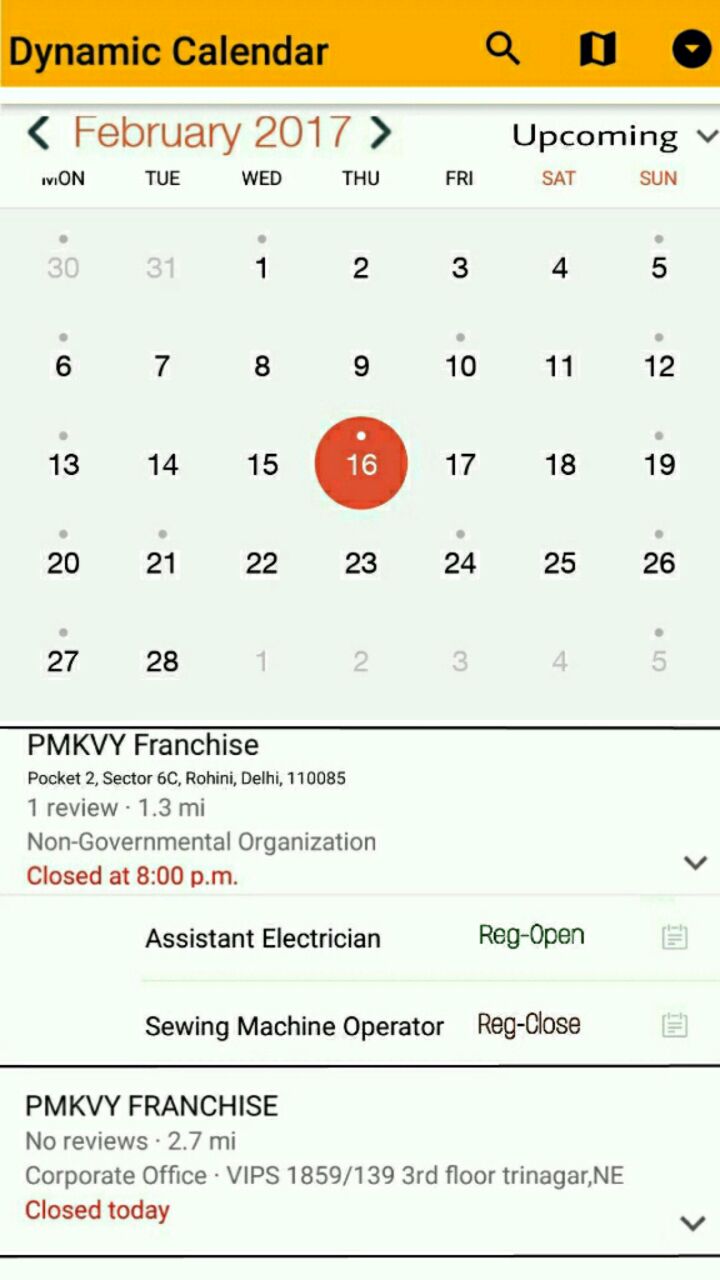 Dynamic Calendar
February 2017 Upcoming
MON TUE WED THU FRI SAT SUN
30 31 1 2 3 4 5
6 7 8 9 10 11 12
13 14 15 16 17 18 19
20 21 22 23 24 25 26
27 28 1 2 3 4 5
PMKVY Franchise
Pocket 2, Sector 6C, Rohini, Delhi, 110085
1 review · 1.3 mi
Non-Governmental Organization
Closed at 8:00 p.m.
Assistant Electrician Reg-Open
Sewing Machine Operator Reg-Close
PMKVY FRANCHISE
No reviews · 2.7 mi
Corporate Office · VIPS 1859/139 3rd floor trinagar,NE
Closed today